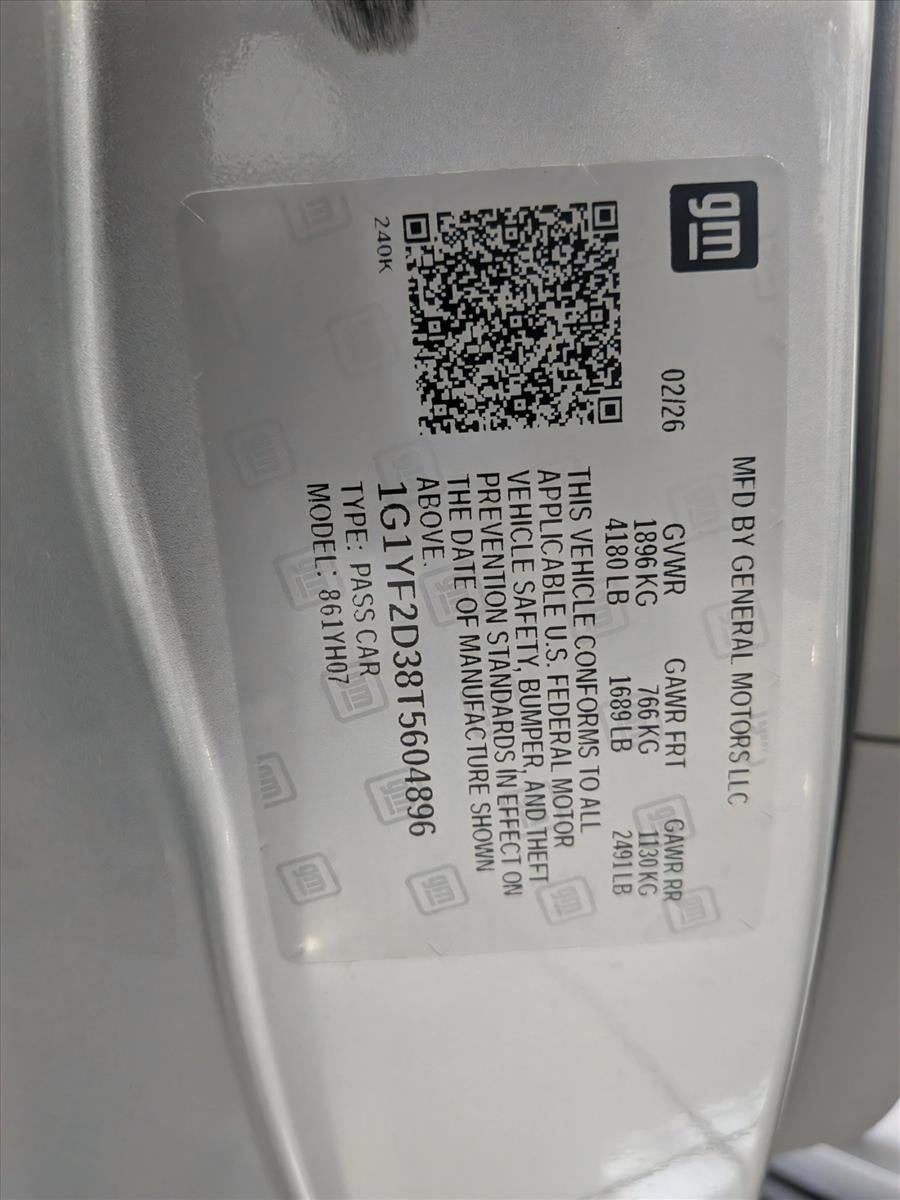 gm
MFD BY GENERAL MOTORS LLC
02/26
GVWR GAWR FRT GAWR RR
1896KG 766KG 1130KG
4180LB 1689LB 2491LB
THIS VEHICLE CONFORMS TO ALL
APPLICABLE U.S. FEDERAL MOTOR
VEHICLE SAFETY, BUMPER, AND THEFT
PREVENTION STANDARDS IN EFFECT ON
THE DATE OF MANUFACTURE SHOWN
ABOVE.
1G1YF2D38T5604896
TYPE: PASS CAR
MODEL: 861YH07
240K